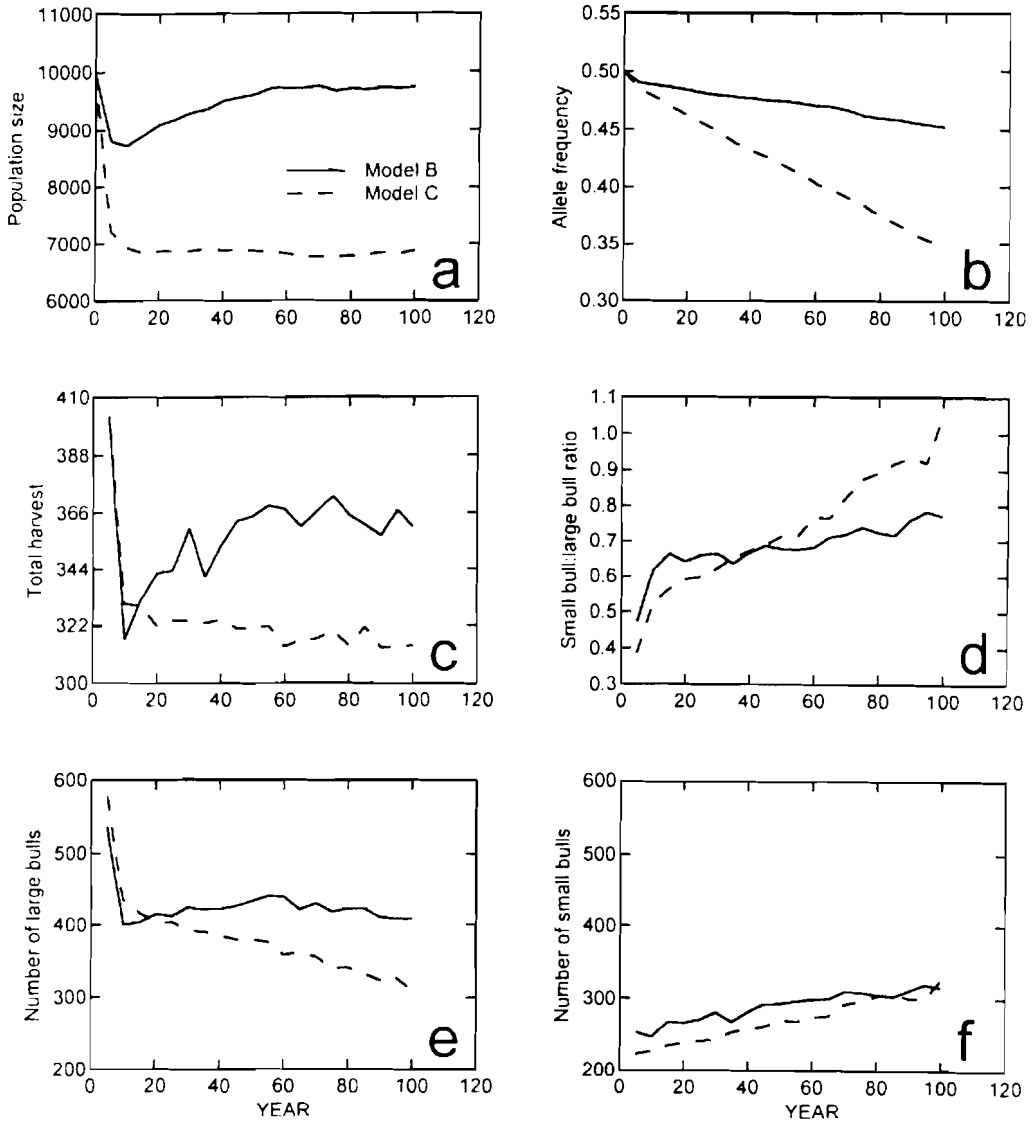 11000
10000
9000
8000
7000
6000
Population size
Model B
Model C
a
0 20 40 60 80 100 120
0.55
0.50
0.45
0.40
0.35
0.30
Allele frequency
b
0 20 40 60 80 100 120
410
388
366
344
322
300
Total harvest
c
0 20 40 60 80 100 120
1.1
1.0
0.9
0.8
0.7
0.6
0.5
0.4
0.3
Small bull:large bull ratio
d
0 20 40 60 80 100 120
600
500
400
300
200
Number of large bulls
e
0 20 40 60 80 100 120
YEAR
600
500
400
300
200
Number of small bulls
f
0 20 40 60 80 100 120
YEAR